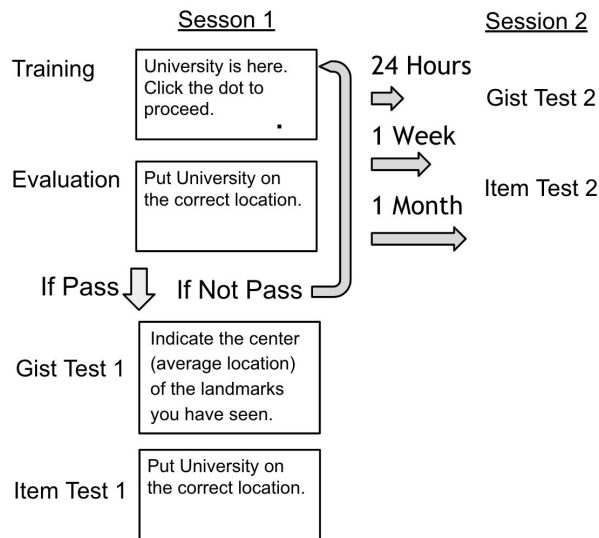 Sesson 1
Training
University is here.
Click the dot to
proceed.
Evaluation
Put University on
the correct location.
If Pass
If Not Pass
Gist Test 1
Indicate the center
(average location)
of the landmarks
you have seen.
Item Test 1
Put University on
the correct location.
24 Hours
1 Week
1 Month
Session 2
Gist Test 2
Item Test 2